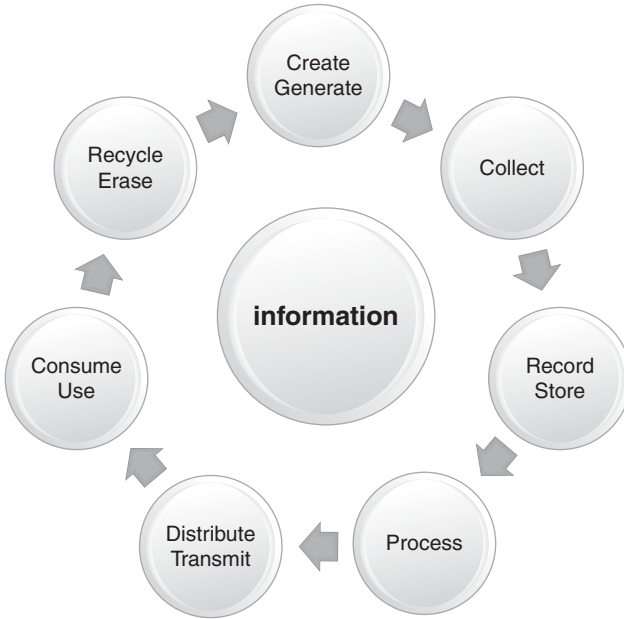 Create
Generate
Collect
Record
Store
Process
Distribute
Transmit
Consume
Use
Recycle
Erase
information